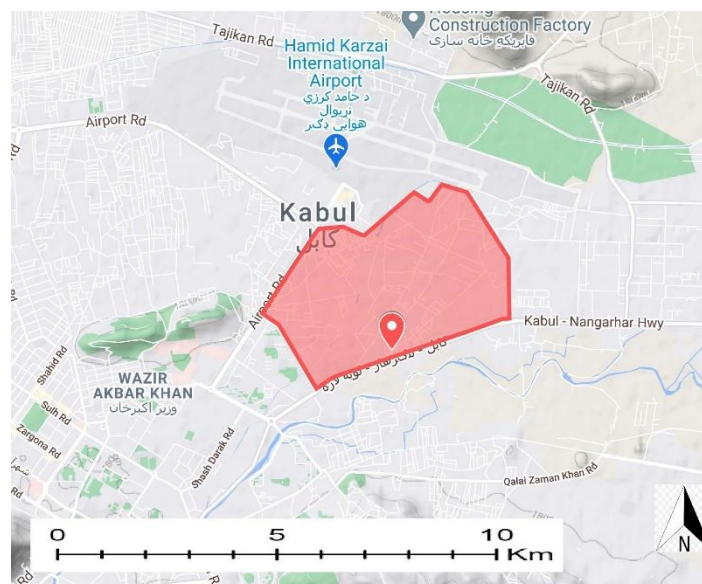 Housing
Tajikan Rd
Construction Factory
فابریکه خانه سازی
Hamid Karzai
International
Airport
د حامد کرزي
نړیوال
هوايي ډګر
Tajikan Rd
Airport Rd
Kabul
کابل
Airport Rd
Kabul - Nangarhar Hwy
Shahid Rd
WAZIR
AKBAR KHAN
وزیر اکبرخان
Sulh Rd
Zargona Rd
Shash Darak Rd
Qalai Zaman Khan Rd
0
5
10
Km
N